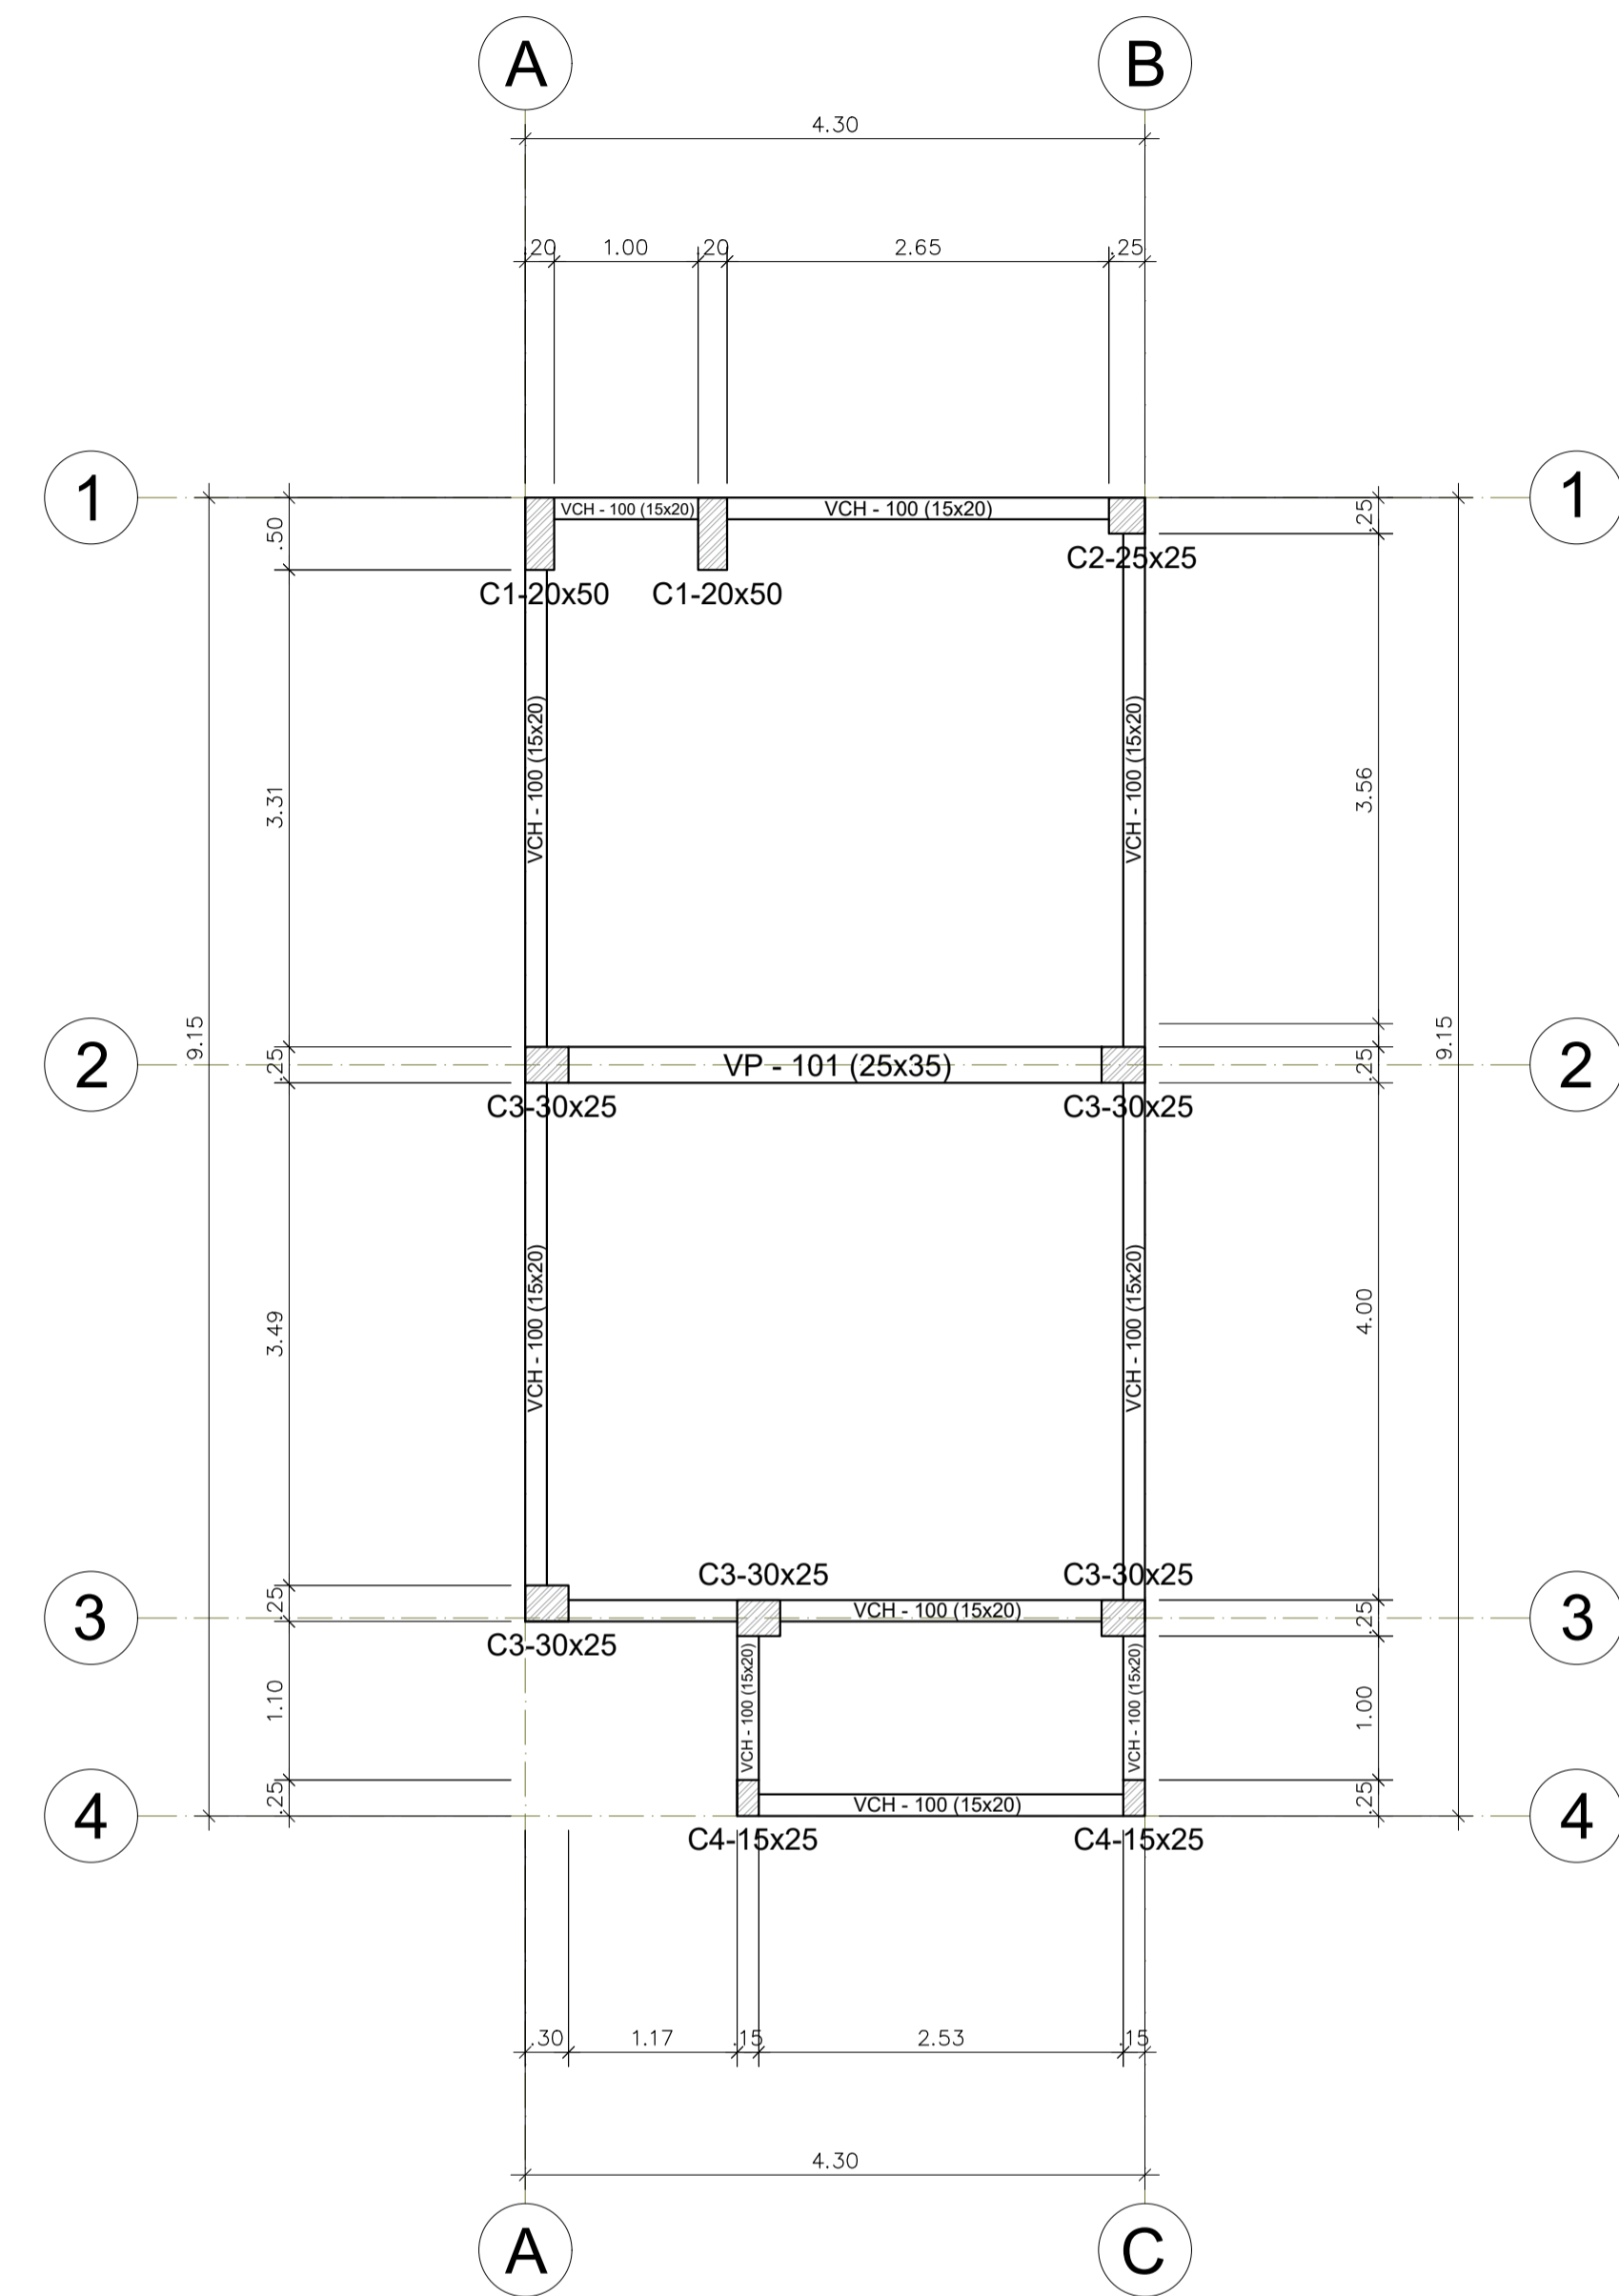 A B
4.30
.20 1.00 .20 2.65 .25
1 1
VCH - 100 (15x20) VCH - 100 (15x20)
.50 .25
C2-25x25
C1-20x50 C1-20x50
VCH - 100 (15x20) VCH - 100 (15x20)
3.31 3.56
9.15 9.15
2 2
.25 VP - 101 (25x35) .25
C3-30x25 C3-30x25
VCH - 100 (15x20) VCH - 100 (15x20)
3.49 4.00
C3-30x25 C3-30x25
3 3
.25 VCH - 100 (15x20) .25
C3-30x25
VCH - 100 (15x20) VCH - 100 (15x20)
1.10 1.00
4 4
.25 VCH - 100 (15x20) .25
C4-15x25 C4-15x25
.30 1.17 .15 2.53 .15
4.30
A C